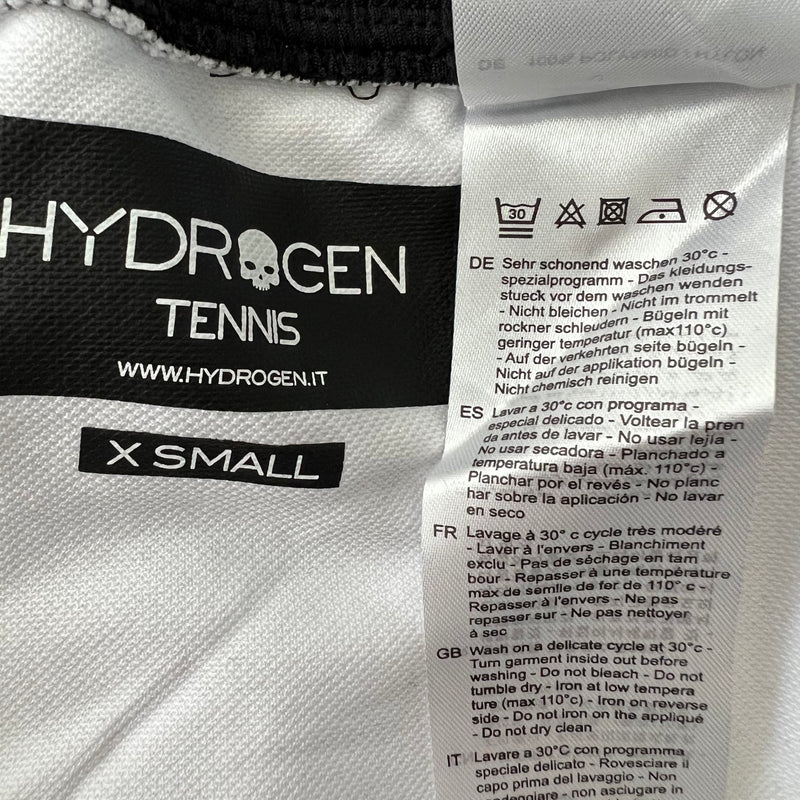 GB 100% POLYAMID / NYLON
HYDROGEN
TENNIS
WWW.HYDROGEN.IT
X SMALL
30
DE Sehr schonend waschen 30°c -
spezialprogramm - Das kleidungs-
stueck vor dem waschen wenden
- Nicht bleichen - Nicht im trommelt
rockner schleudern - Bügeln mit
geringer temperatur (max110°c)
- Auf der verkehrten seite bügeln -
Nicht auf der applikation bügeln -
Nicht chemisch reinigen
ES Lavar a 30°c con programa -
especial delicado - Voltear la pren
da antes de lavar - No usar lejía -
No usar secadora - Planchado a
temperatura baja (máx. 110°c) -
Planchar por el revés - No planc
har sobre la aplicación - No lavar
en seco
FR Lavage à 30° c cycle très modéré
- Laver à l'envers - Blanchiment
exclu - Pas de séchage en tam
bour - Repasser à une température
max de semlle de fer de 110° c -
Repasser à l'envers - Ne pas
repasser sur - Ne pas nettoyer
à sec
GB Wash on a delicate cycle at 30°c -
Turn garment inside out before
washing - Do not bleach - Do not
tumble dry - Iron at low tempera
ture (max 110°c) - Iron on reverse
side - Do not iron on the appliqué
- Do not dry clean
IT Lavare a 30°C con programma
speciale delicato - Rovesciare il
capo prima del lavaggio - Non
candeggiare - non asciugare in